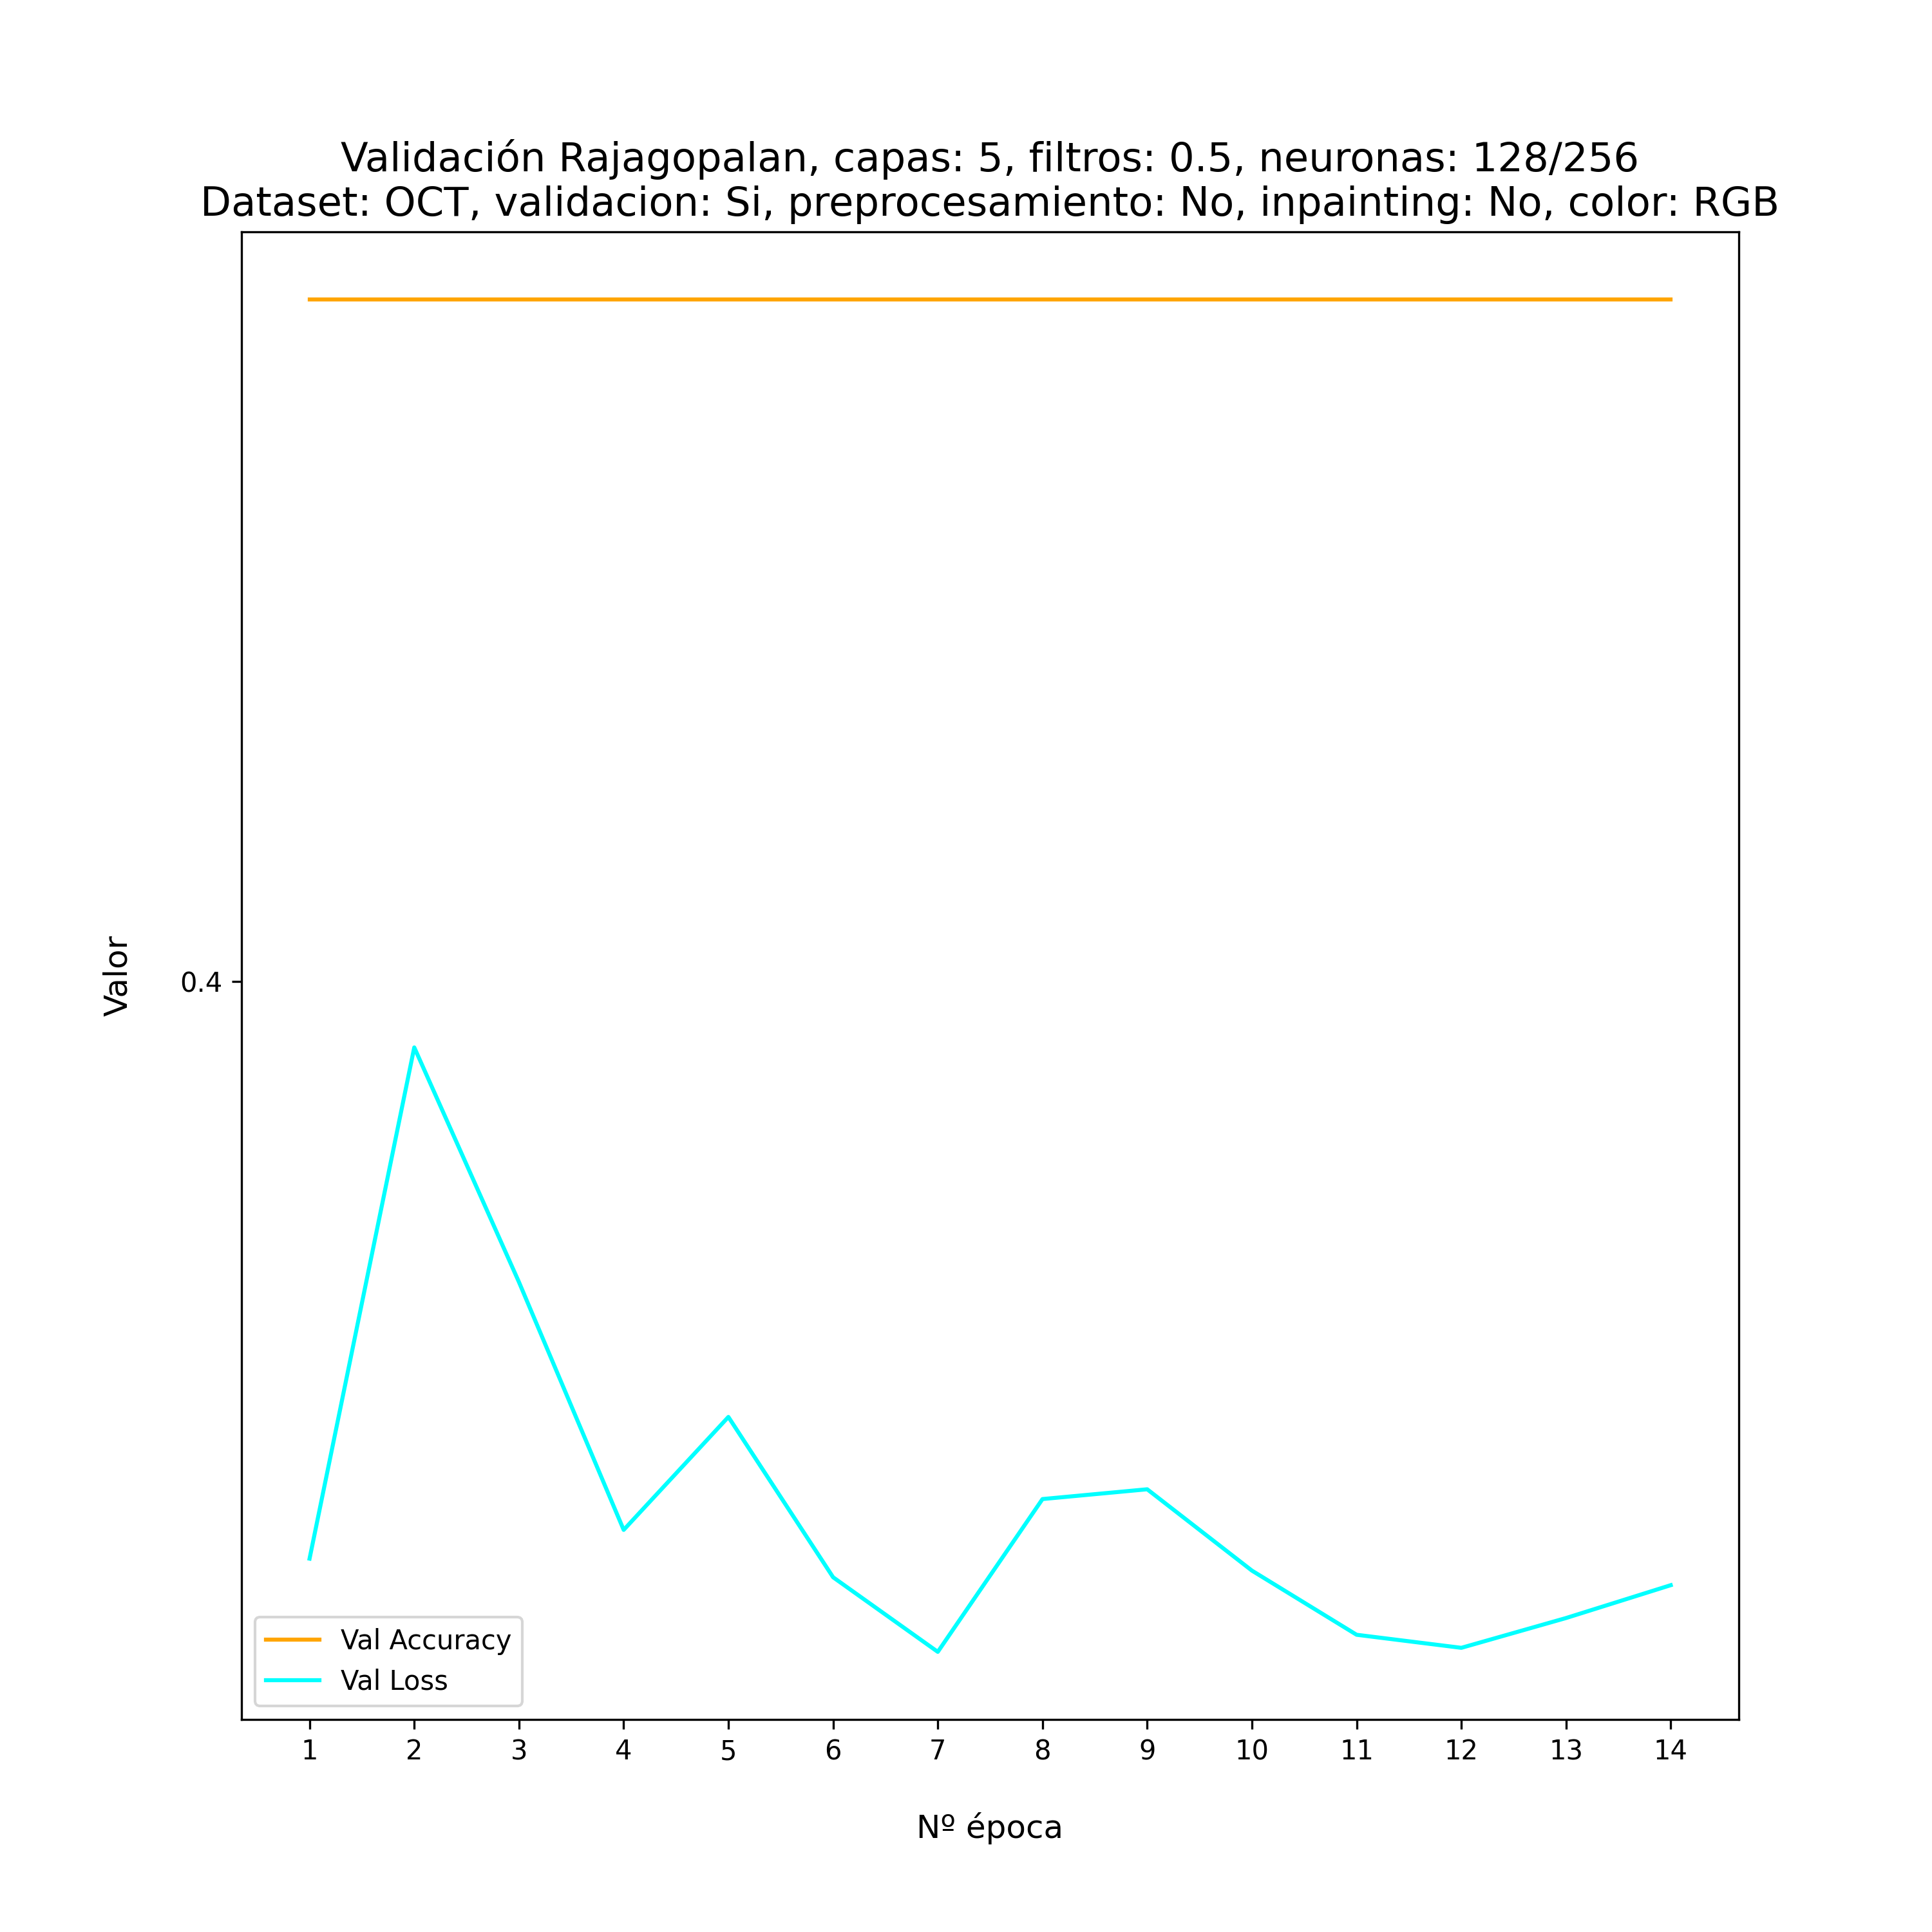 Validación Rajagopalan, capas: 5, filtros: 0.5, neuronas: 128/256
Dataset: OCT, validacion: Si, preprocesamiento: No, inpainting: No, color: RGB
Valor
0.4
Val Accuracy
Val Loss
1 2 3 4 5 6 7 8 9 10 11 12 13 14
Nº época